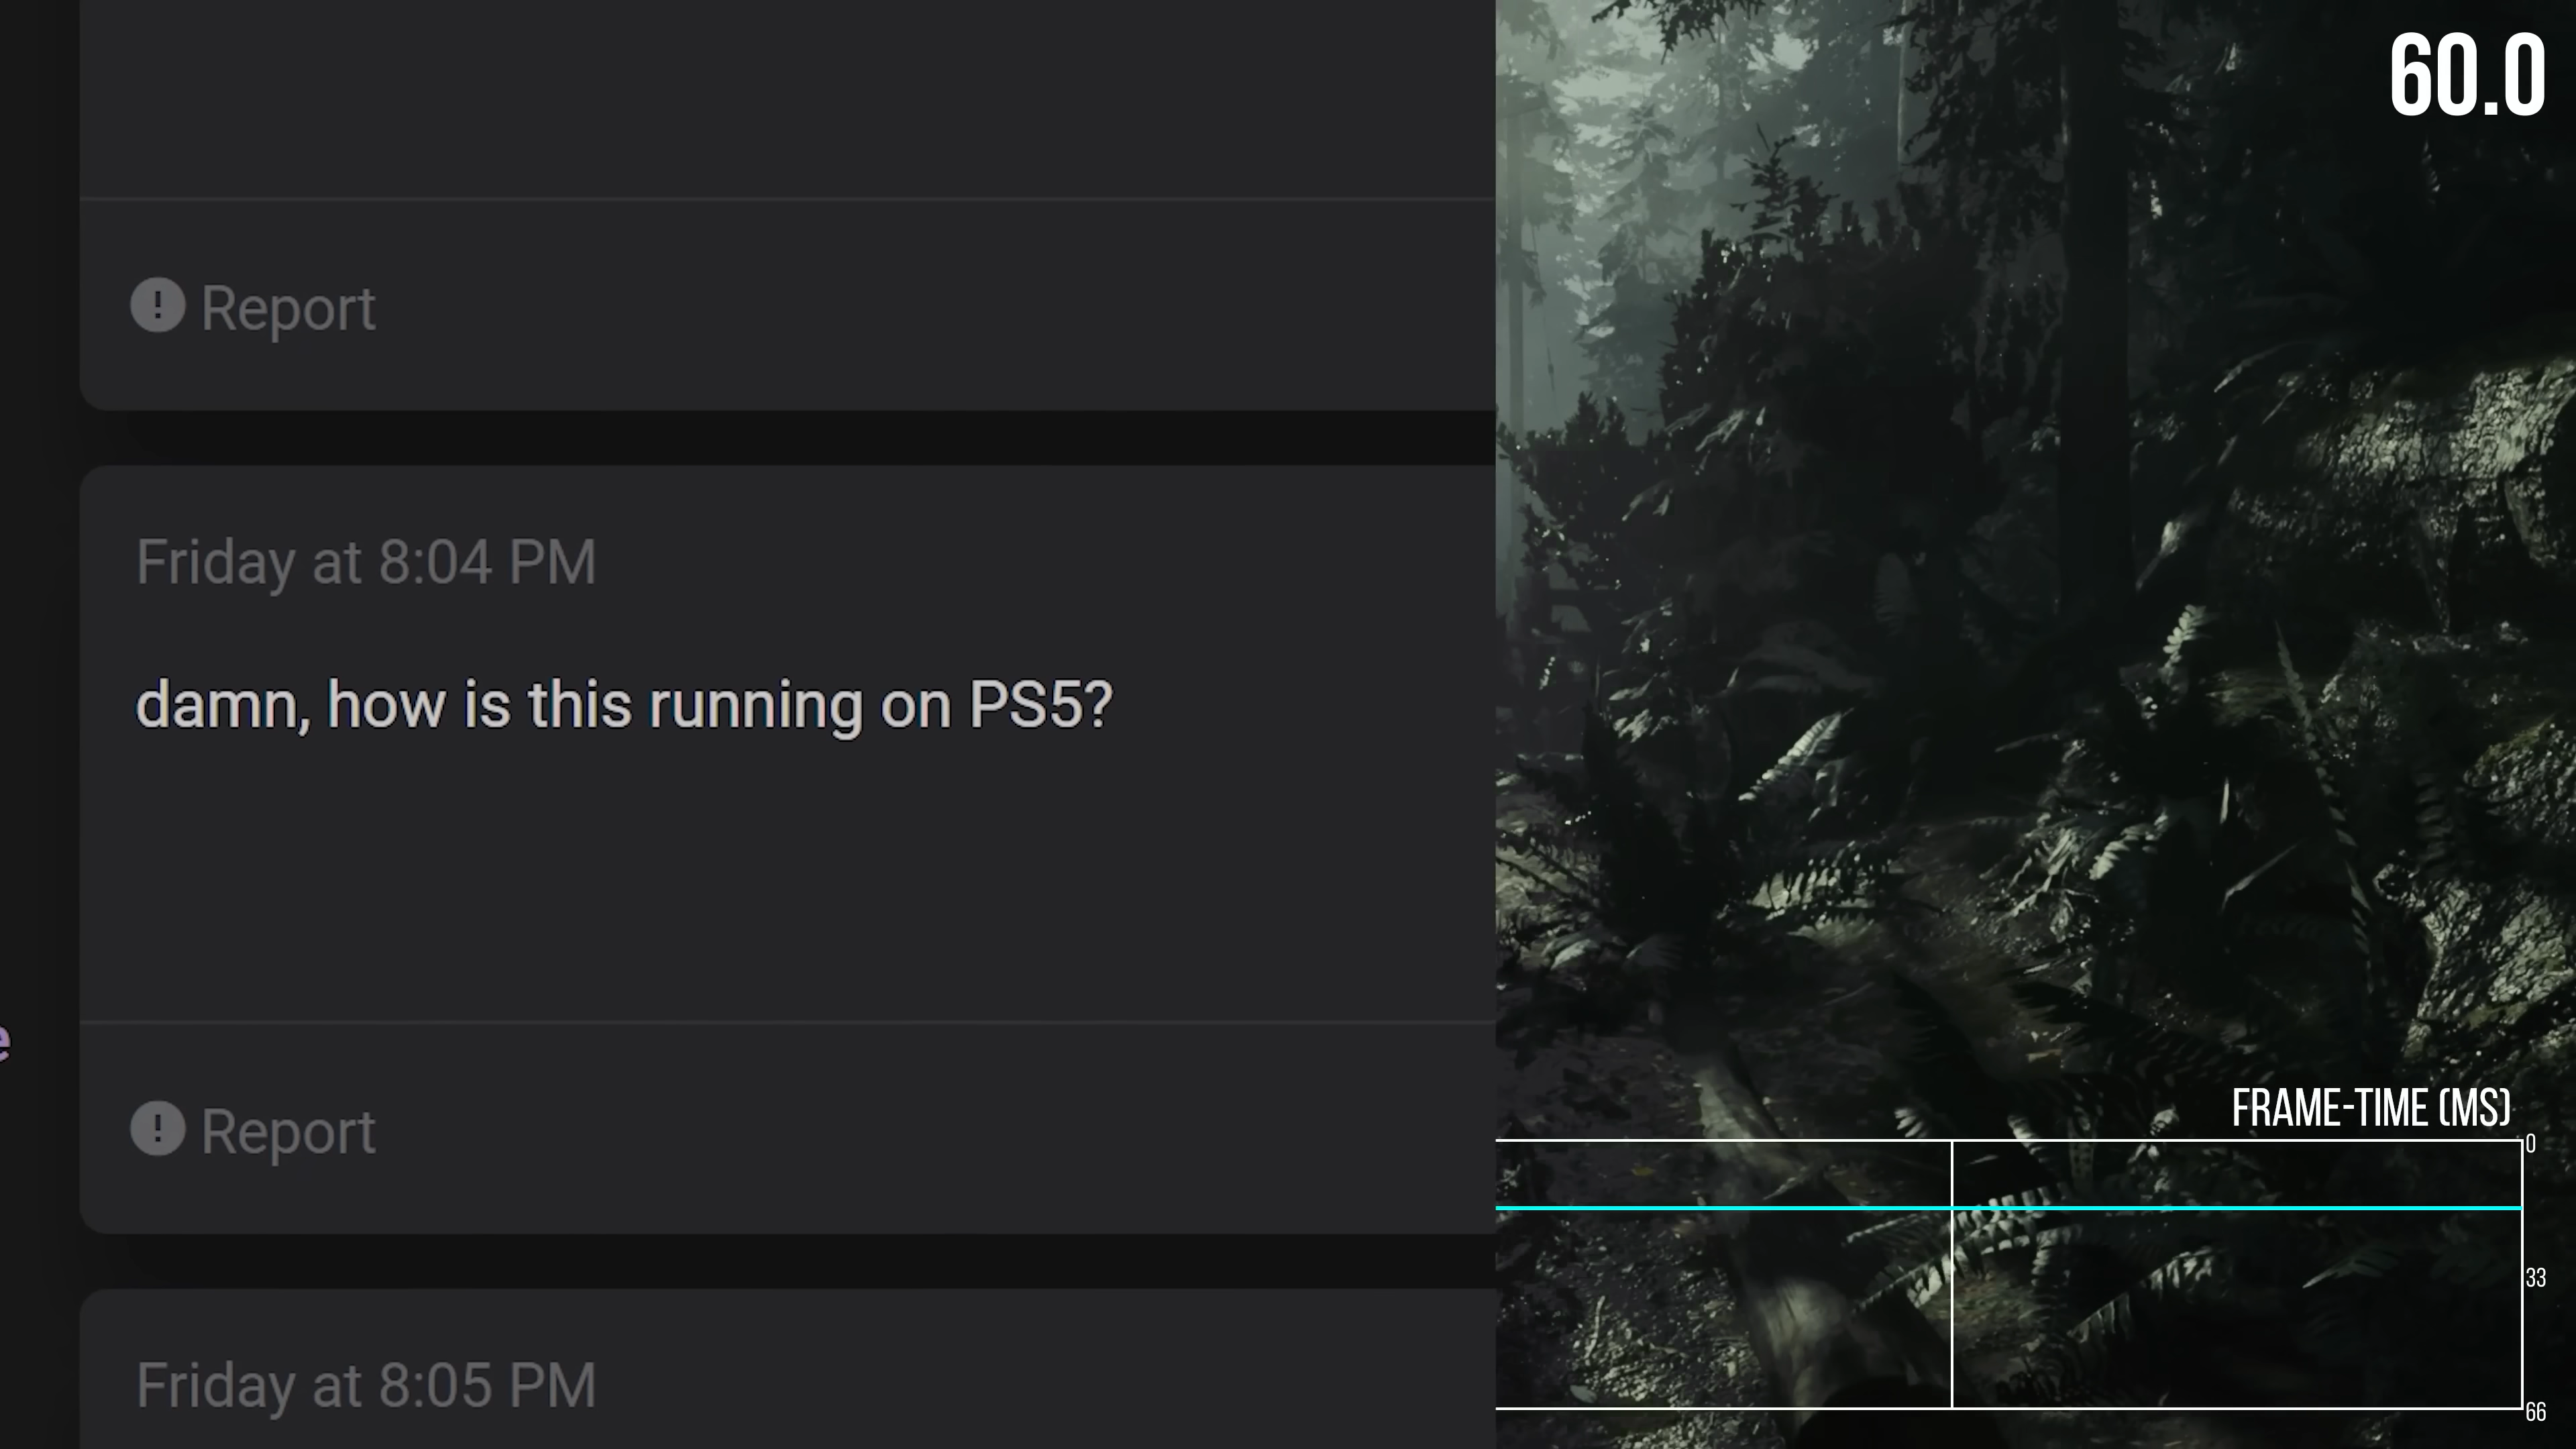 Report
Friday at 8:04 PM
damn, how is this running on PS5?
e
Report
Friday at 8:05 PM
60.0
FRAME-TIME (MS)
0
33
66